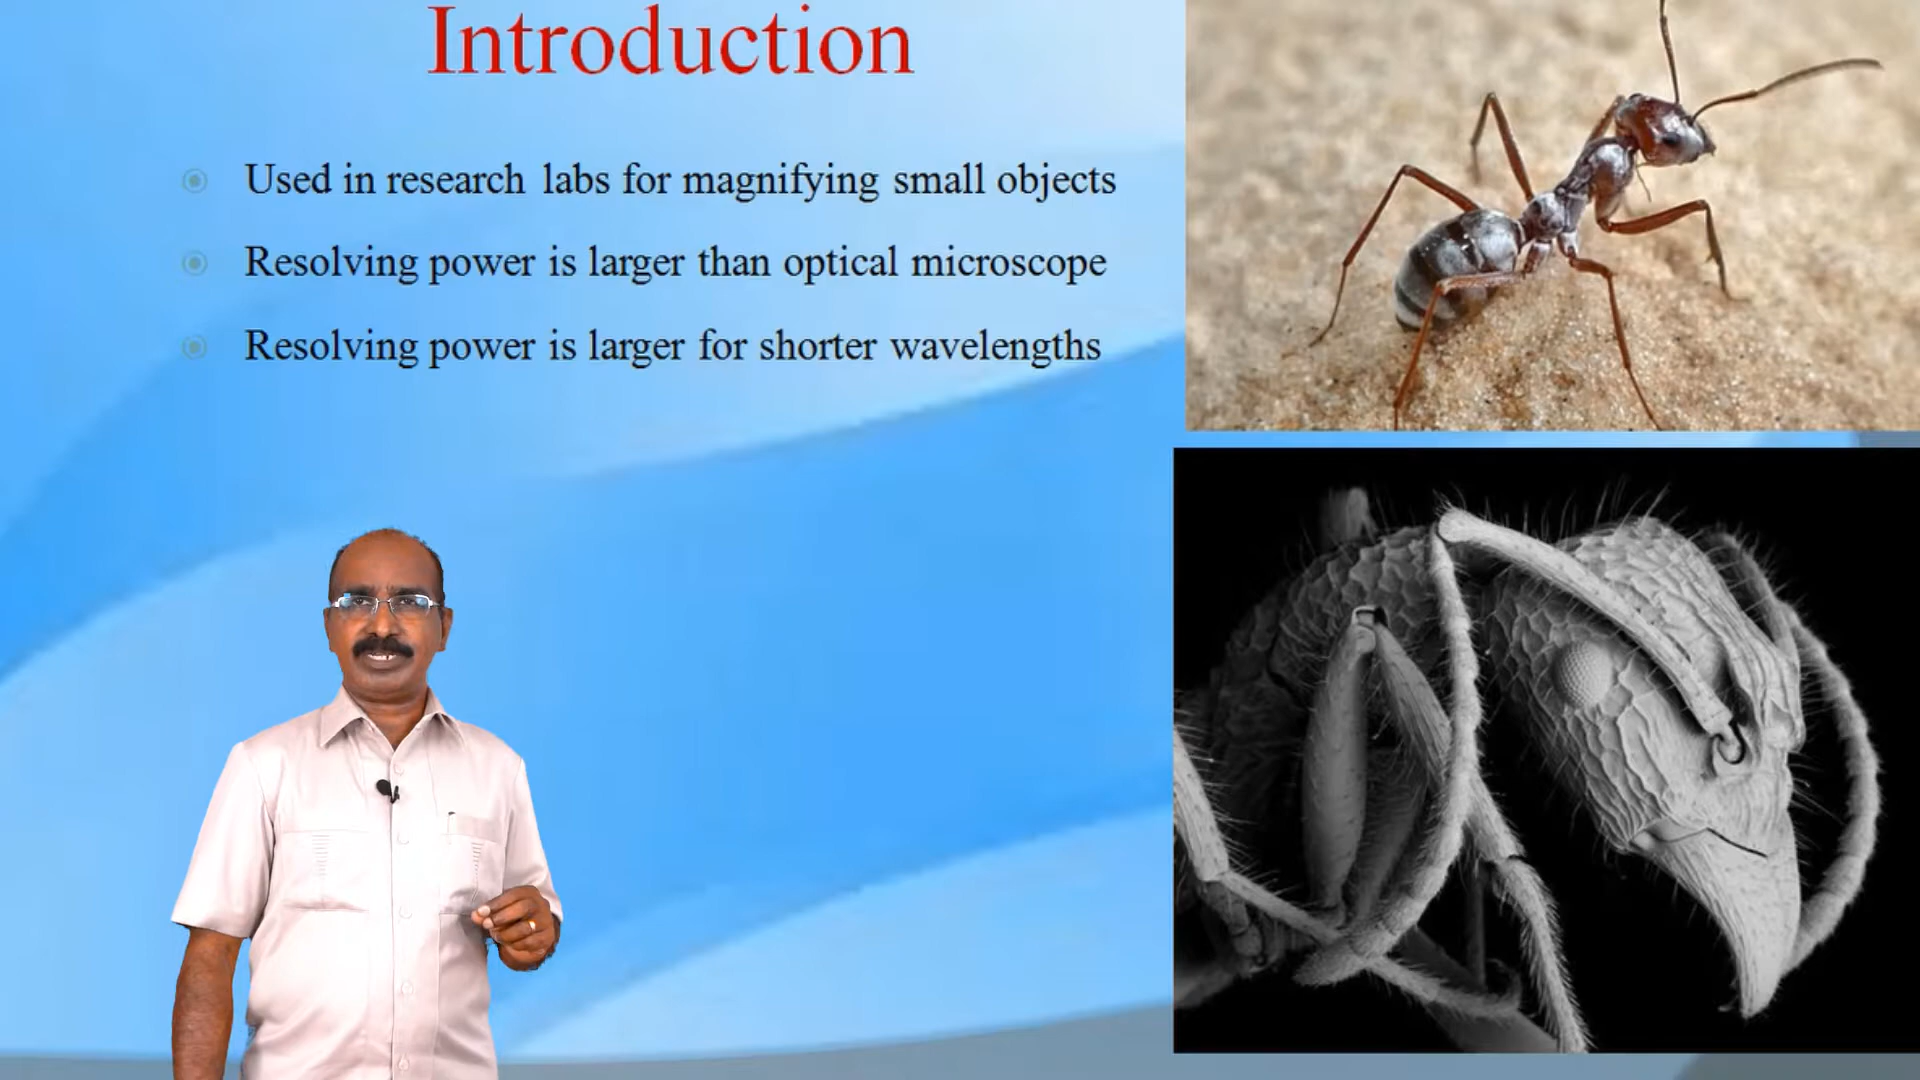 Introduction
Used in research labs for magnifying small objects
Resolving power is larger than optical microscope
Resolving power is larger for shorter wavelengths